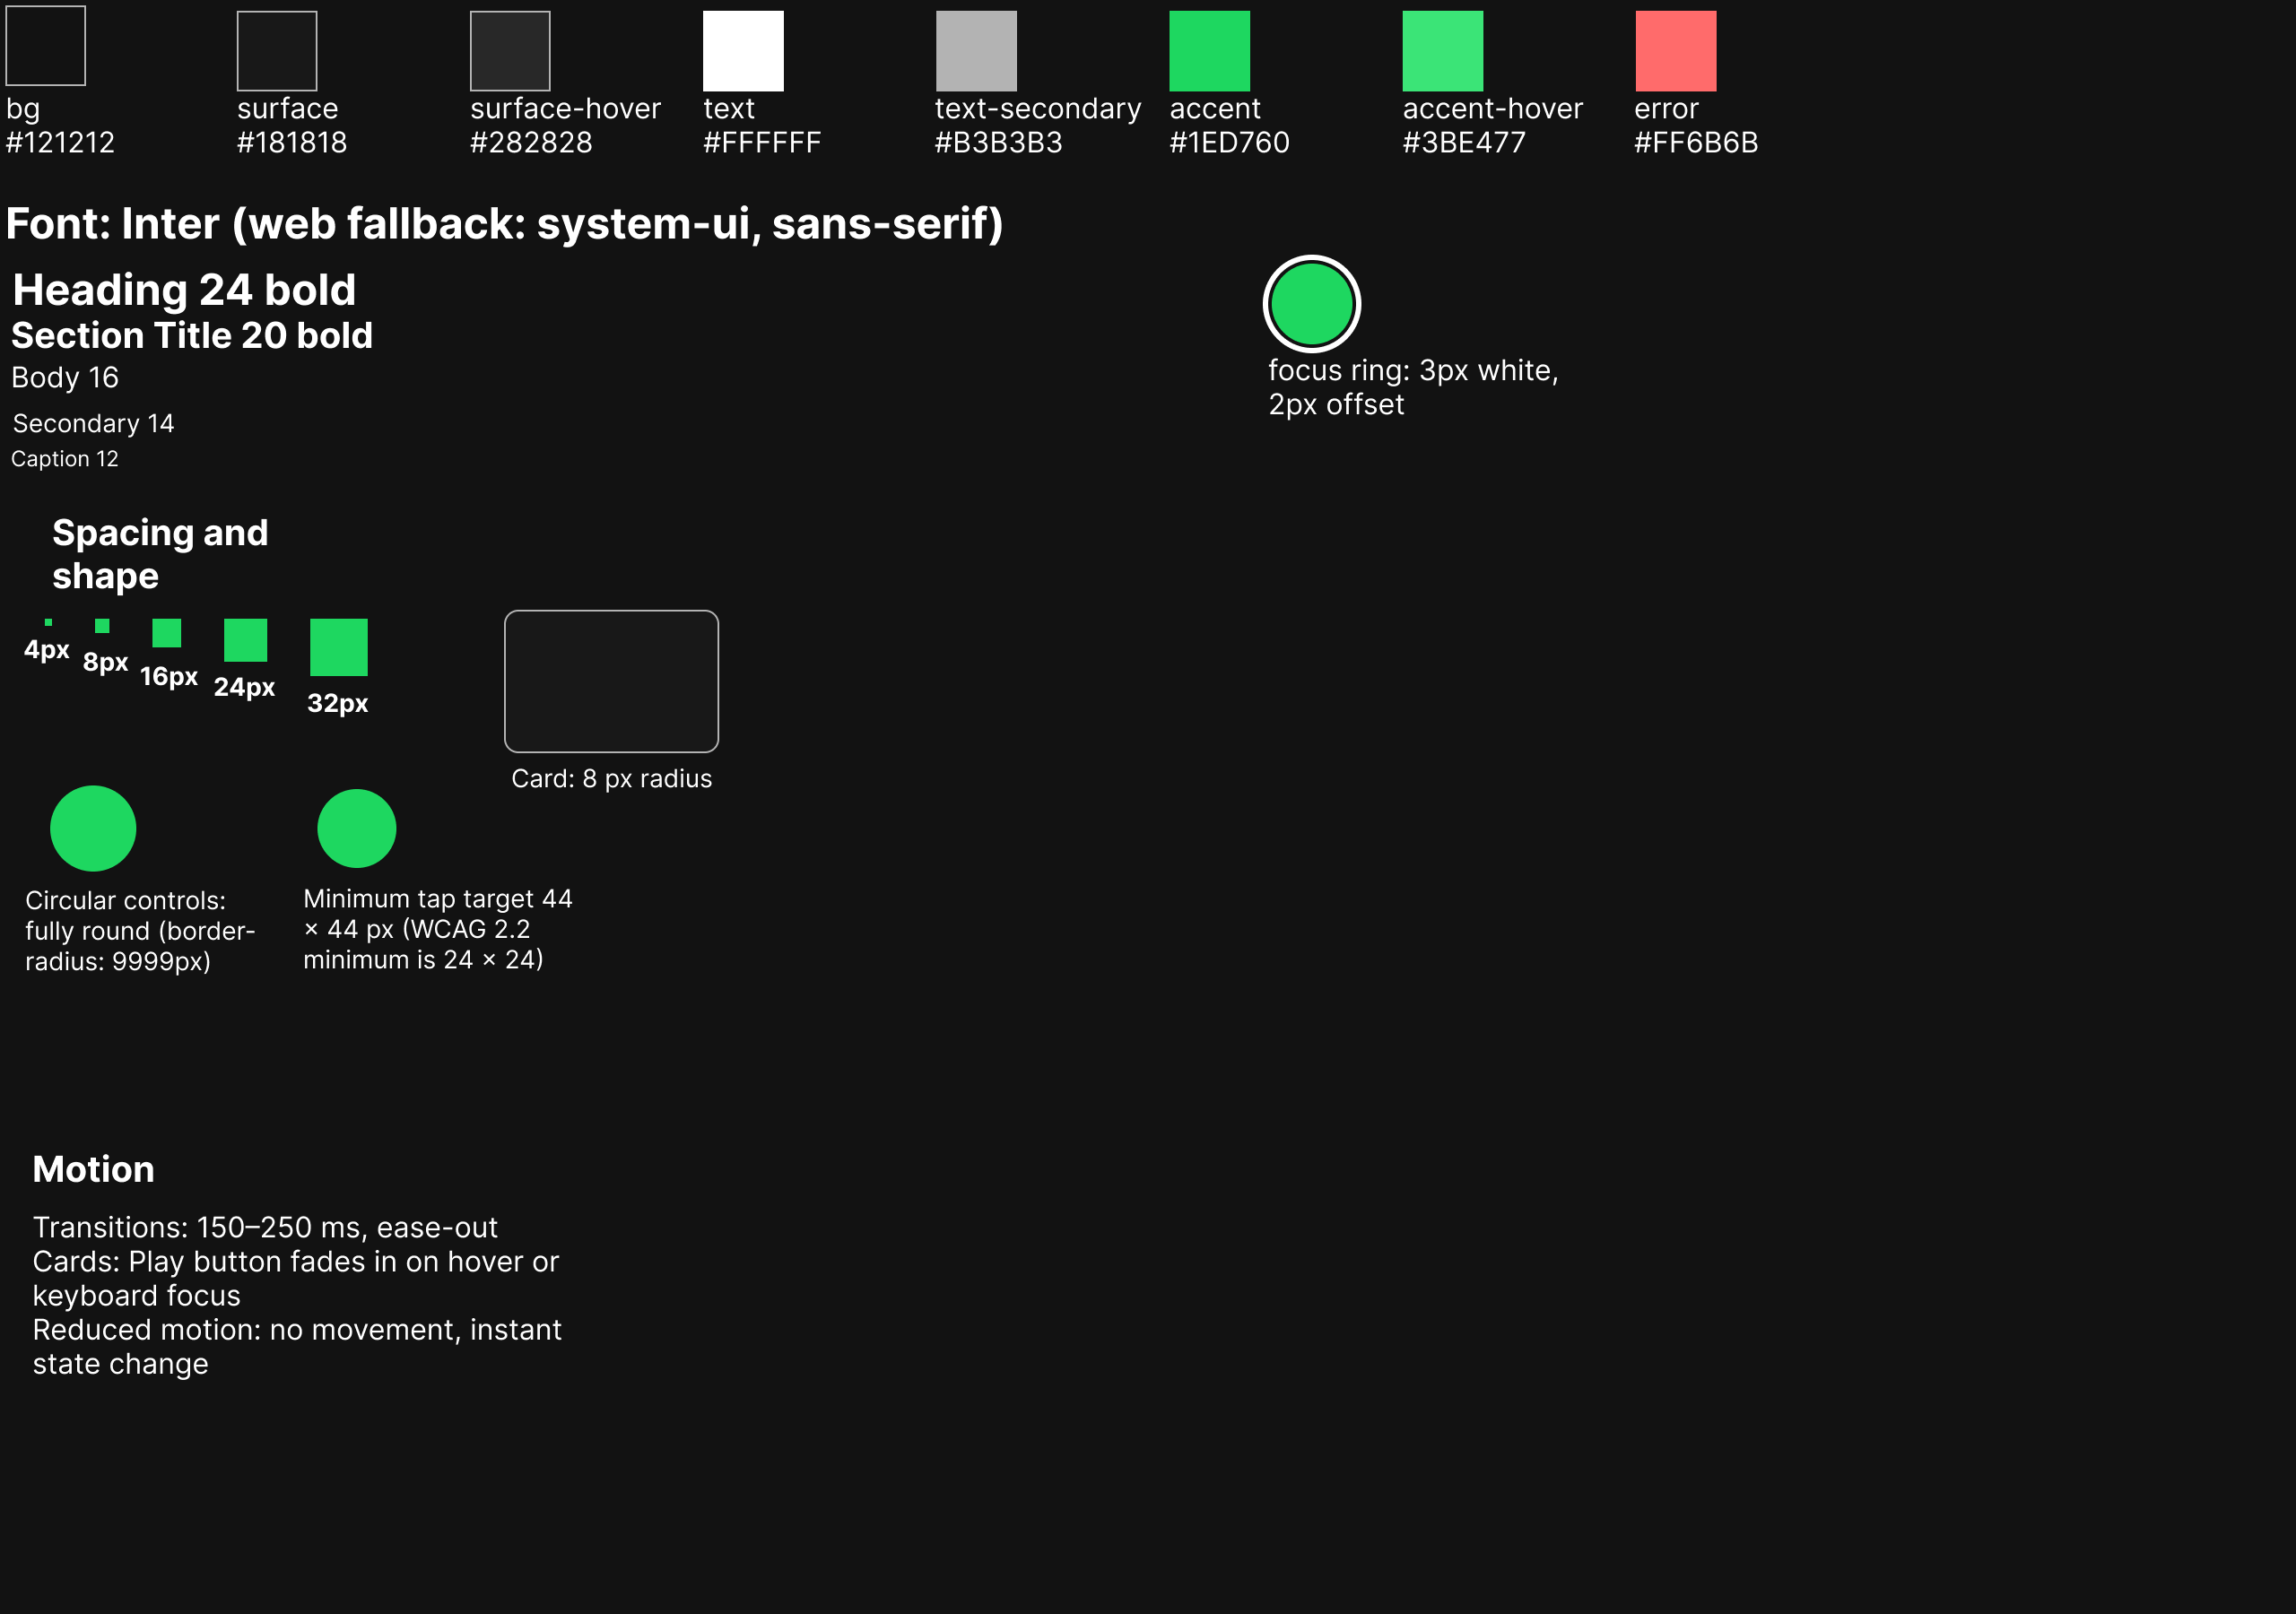 bg
#121212
surface
#181818
surface-hover
#282828
text
#FFFFFF
text-secondary
#B3B3B3
accent
#1ED760
accent-hover
#3BE477
error
#FF6B6B
Font: Inter (web fallback: system-ui, sans-serif)
Heading 24 bold
Section Title 20 bold
Body 16
Secondary 14
Caption 12
focus ring: 3px white,
2px offset
Spacing and
shape
4px
8px
16px
24px
32px
Card: 8 px radius
Circular controls:
fully round (border-
radius: 9999px)
Minimum tap target 44
× 44 px (WCAG 2.2
minimum is 24 × 24)
Motion
Transitions: 150–250 ms, ease-out
Cards: Play button fades in on hover or
keyboard focus
Reduced motion: no movement, instant
state change